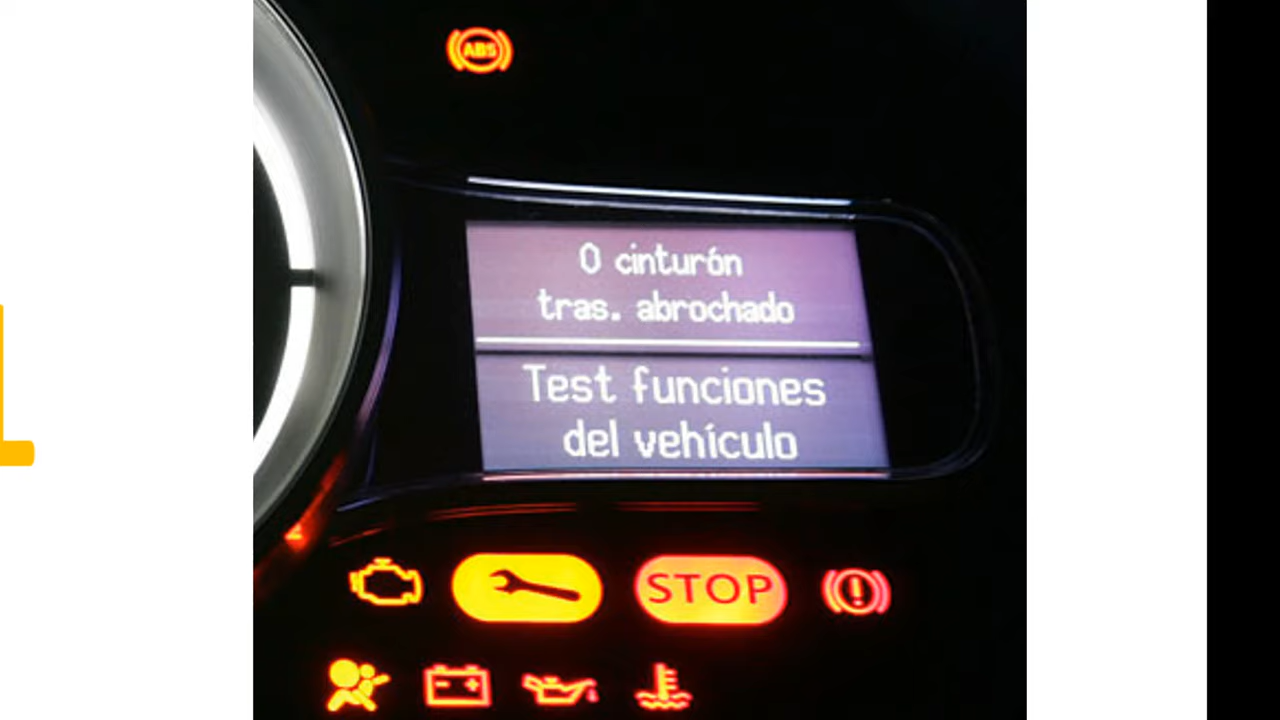 ABS
0 cinturón
tras. abrochado
Test funciones
del vehículo
STOP